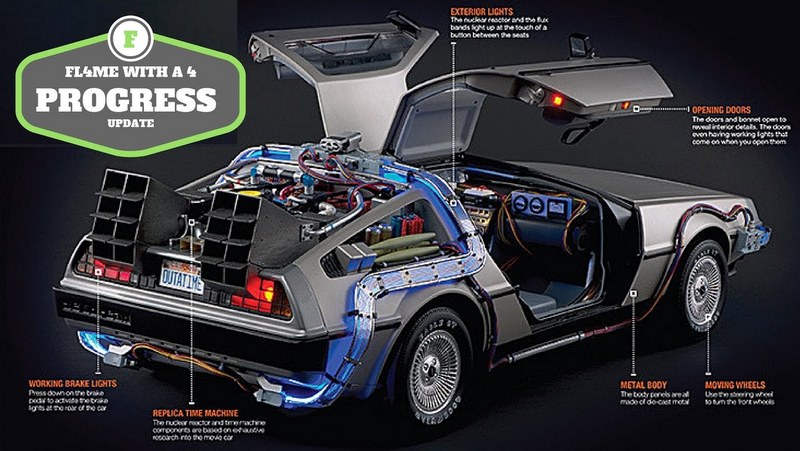 F
FL4ME WITH A 4
PROGRESS
UPDATE
EXTERIOR LIGHTS
The nuclear reactor and the flux
bands light up at the touch of a
button between the seats
OPENING DOORS
The doors and bonnet open to
reveal interior details. The doors
even having working lights that
come on when you open them
OUTATIME
WORKING BRAKE LIGHTS
Press down on the brake
pedal to activate the brake
lights at the rear of the car
REPLICA TIME MACHINE
The nuclear reactor and time machine
components are based on exhaustive
research into the movie car
METAL BODY
The body panels are all
made of die-cast metal
MOVING WHEELS
Use the steering wheel
to turn the front wheels